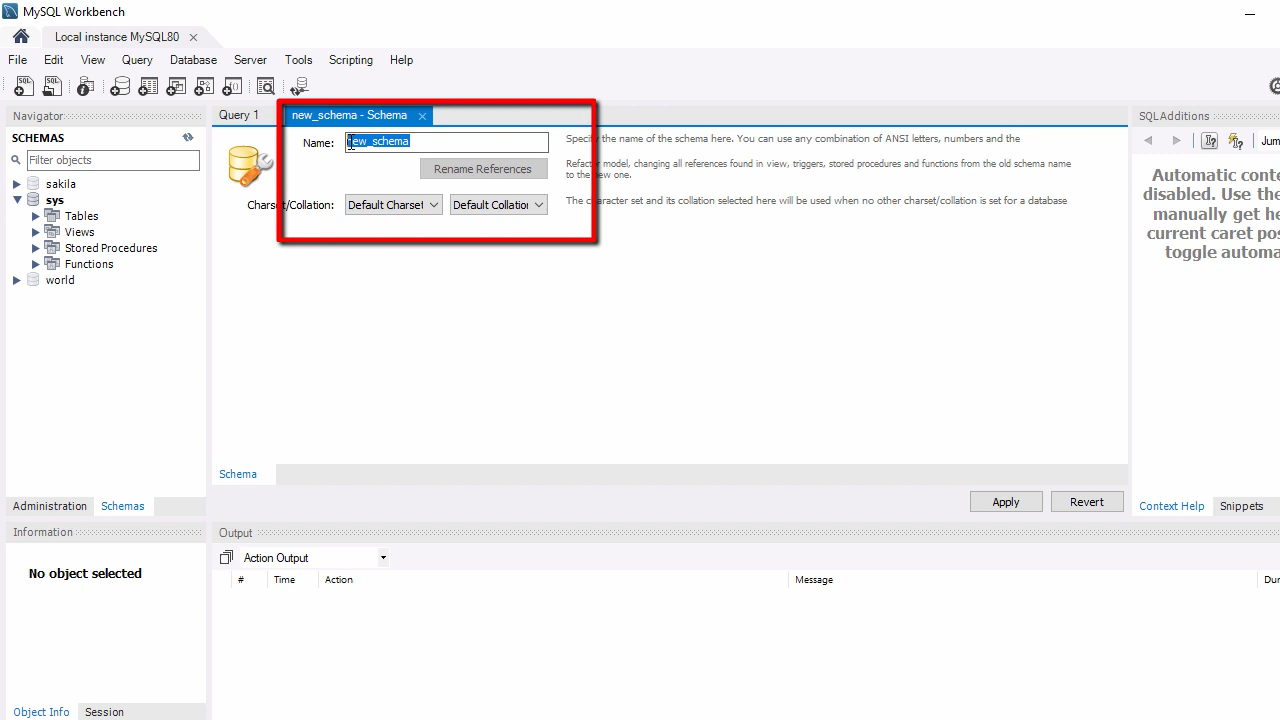 MySQL Workbench
Local instance MySQL80
File Edit View Query Database Server Tools Scripting Help
Navigator
SCHEMAS
Filter objects
sakila
sys
Tables
Views
Stored Procedures
Functions
world
Administration Schemas
Information
No object selected
Object Info Session
Query 1 new_schema - Schema
Name: new_schema
Specify the name of the schema here. You can use any combination of ANSI letters, numbers and the
Rename References
Refactor model, changing all references found in view, triggers, stored procedures and functions from the old schema name
to the new one.
Charset/Collation: Default Charset Default Collation
The character set and its collation selected here will be used when no other charset/collation is set for a database
Schema
Apply Revert
Output
Action Output
# Time Action Message Dur
SQLAdditions
Jum
Automatic conte
disabled. Use the
manually get he
current caret pos
toggle automa
Context Help Snippets